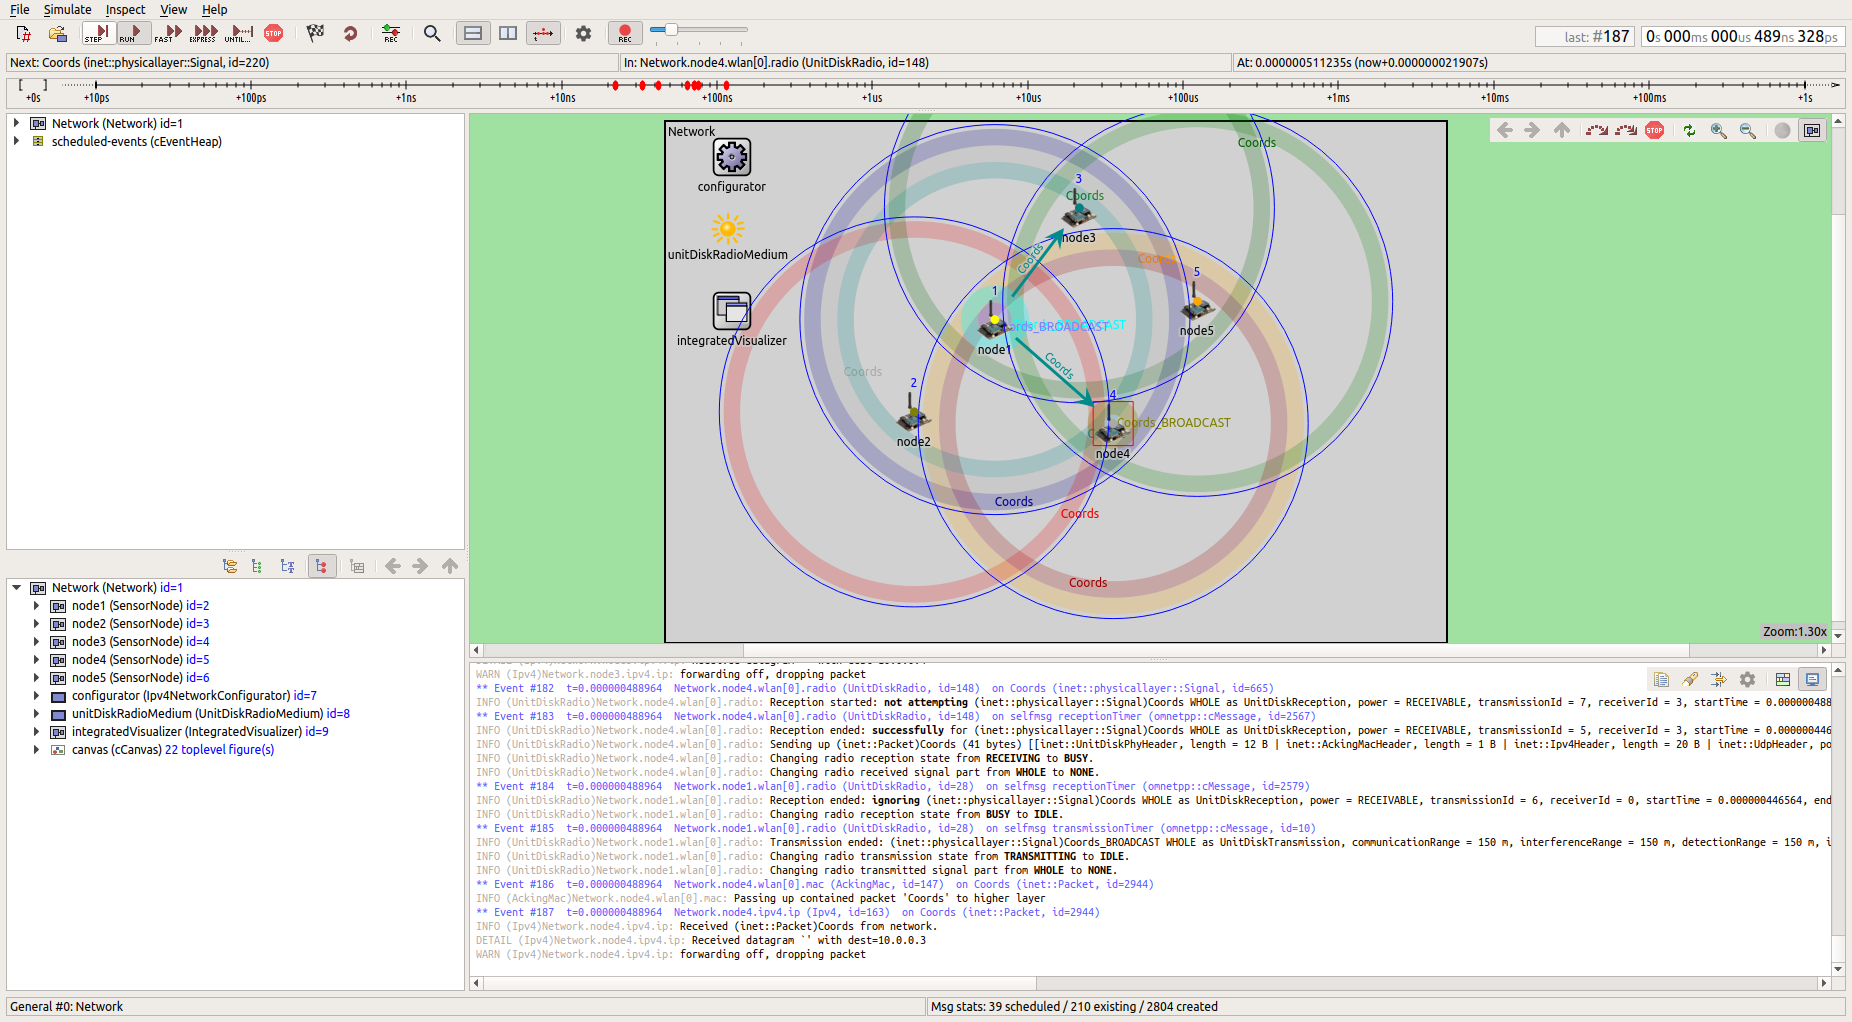 File Simulate Inspect View Help
STEP RUN FAST EXPRESS UNTIL... STOP REC REC
last: #187 0s 000ms 000us 489ns 328ps
Next: Coords (inet::physicallayer::Signal, id=220) In: Network.node4.wlan[0].radio (UnitDiskRadio, id=148) At: 0.000000511235s (now+0.000000021907s)
+0s +10ps +100ps +1ns +10ns +100ns +1us +10us +100us +1ms +10ms +100ms +1s
Network (Network) id=1
scheduled-events (cEventHeap)
Network (Network) id=1
node1 (SensorNode) id=2
node2 (SensorNode) id=3
node3 (SensorNode) id=4
node4 (SensorNode) id=5
node5 (SensorNode) id=6
configurator (Ipv4NetworkConfigurator) id=7
unitDiskRadioMedium (UnitDiskRadioMedium) id=8
integratedVisualizer (IntegratedVisualizer) id=9
canvas (cCanvas) 22 toplevel figure(s)
Network
configurator
unitDiskRadioMedium
integratedVisualizer
STOP
Coords
3
Coords
node3
Coords
5
node5
1
node1
Coords
Coords
2
node2
4
Coords_BROADCAST
node4
Coords
Coords
Coords
Zoom:1.30x
WARN (Ipv4)Network.node3.ipv4.ip: forwarding off, dropping packet
** Event #182 t=0.000000488964 Network.node4.wlan[0].radio (UnitDiskRadio, id=148) on Coords (inet::physicallayer::Signal, id=665)
INFO (UnitDiskRadio)Network.node4.wlan[0].radio: Reception started: not attempting (inet::physicallayer::Signal)Coords WHOLE as UnitDiskReception, power = RECEIVABLE, transmissionId = 7, receiverId = 3, startTime = 0.000000488
** Event #183 t=0.000000488964 Network.node4.wlan[0].radio (UnitDiskRadio, id=148) on selfmsg receptionTimer (omnetpp::cMessage, id=2567)
INFO (UnitDiskRadio)Network.node4.wlan[0].radio: Reception ended: successfully for (inet::physicallayer::Signal)Coords WHOLE as UnitDiskReception, power = RECEIVABLE, transmissionId = 5, receiverId = 3, startTime = 0.000000446
INFO (UnitDiskRadio)Network.node4.wlan[0].radio: Sending up (inet::Packet)Coords (41 bytes) [[inet::UnitDiskPhyHeader, length = 12 B | inet::AckingMacHeader, length = 1 B | inet::Ipv4Header, length = 20 B | inet::UdpHeader, po
INFO (UnitDiskRadio)Network.node4.wlan[0].radio: Changing radio reception state from RECEIVING to BUSY.
INFO (UnitDiskRadio)Network.node4.wlan[0].radio: Changing radio received signal part from WHOLE to NONE.
** Event #184 t=0.000000488964 Network.node1.wlan[0].radio (UnitDiskRadio, id=28) on selfmsg receptionTimer (omnetpp::cMessage, id=2579)
INFO (UnitDiskRadio)Network.node1.wlan[0].radio: Reception ended: ignoring (inet::physicallayer::Signal)Coords WHOLE as UnitDiskReception, power = RECEIVABLE, transmissionId = 6, receiverId = 0, startTime = 0.000000446564, end
INFO (UnitDiskRadio)Network.node1.wlan[0].radio: Changing radio reception state from BUSY to IDLE.
** Event #185 t=0.000000488964 Network.node1.wlan[0].radio (UnitDiskRadio, id=28) on selfmsg transmissionTimer (omnetpp::cMessage, id=10)
INFO (UnitDiskRadio)Network.node1.wlan[0].radio: Transmission ended: (inet::physicallayer::Signal)Coords_BROADCAST WHOLE as UnitDiskTransmission, communicationRange = 150 m, interferenceRange = 150 m, detectionRange = 150 m, i
INFO (UnitDiskRadio)Network.node1.wlan[0].radio: Changing radio transmission state from TRANSMITTING to IDLE.
INFO (UnitDiskRadio)Network.node1.wlan[0].radio: Changing radio transmitted signal part from WHOLE to NONE.
** Event #186 t=0.000000488964 Network.node4.wlan[0].mac (AckingMac, id=147) on Coords (inet::Packet, id=2944)
INFO (AckingMac)Network.node4.wlan[0].mac: Passing up contained packet 'Coords' to higher layer
** Event #187 t=0.000000488964 Network.node4.ipv4.ip (Ipv4, id=163) on Coords (inet::Packet, id=2944)
INFO (Ipv4)Network.node4.ipv4.ip: Received (inet::Packet)Coords from network.
DETAIL (Ipv4)Network.node4.ipv4.ip: Received datagram `' with dest=10.0.0.3
WARN (Ipv4)Network.node4.ipv4.ip: forwarding off, dropping packet
General #0: Network Msg stats: 39 scheduled / 210 existing / 2804 created